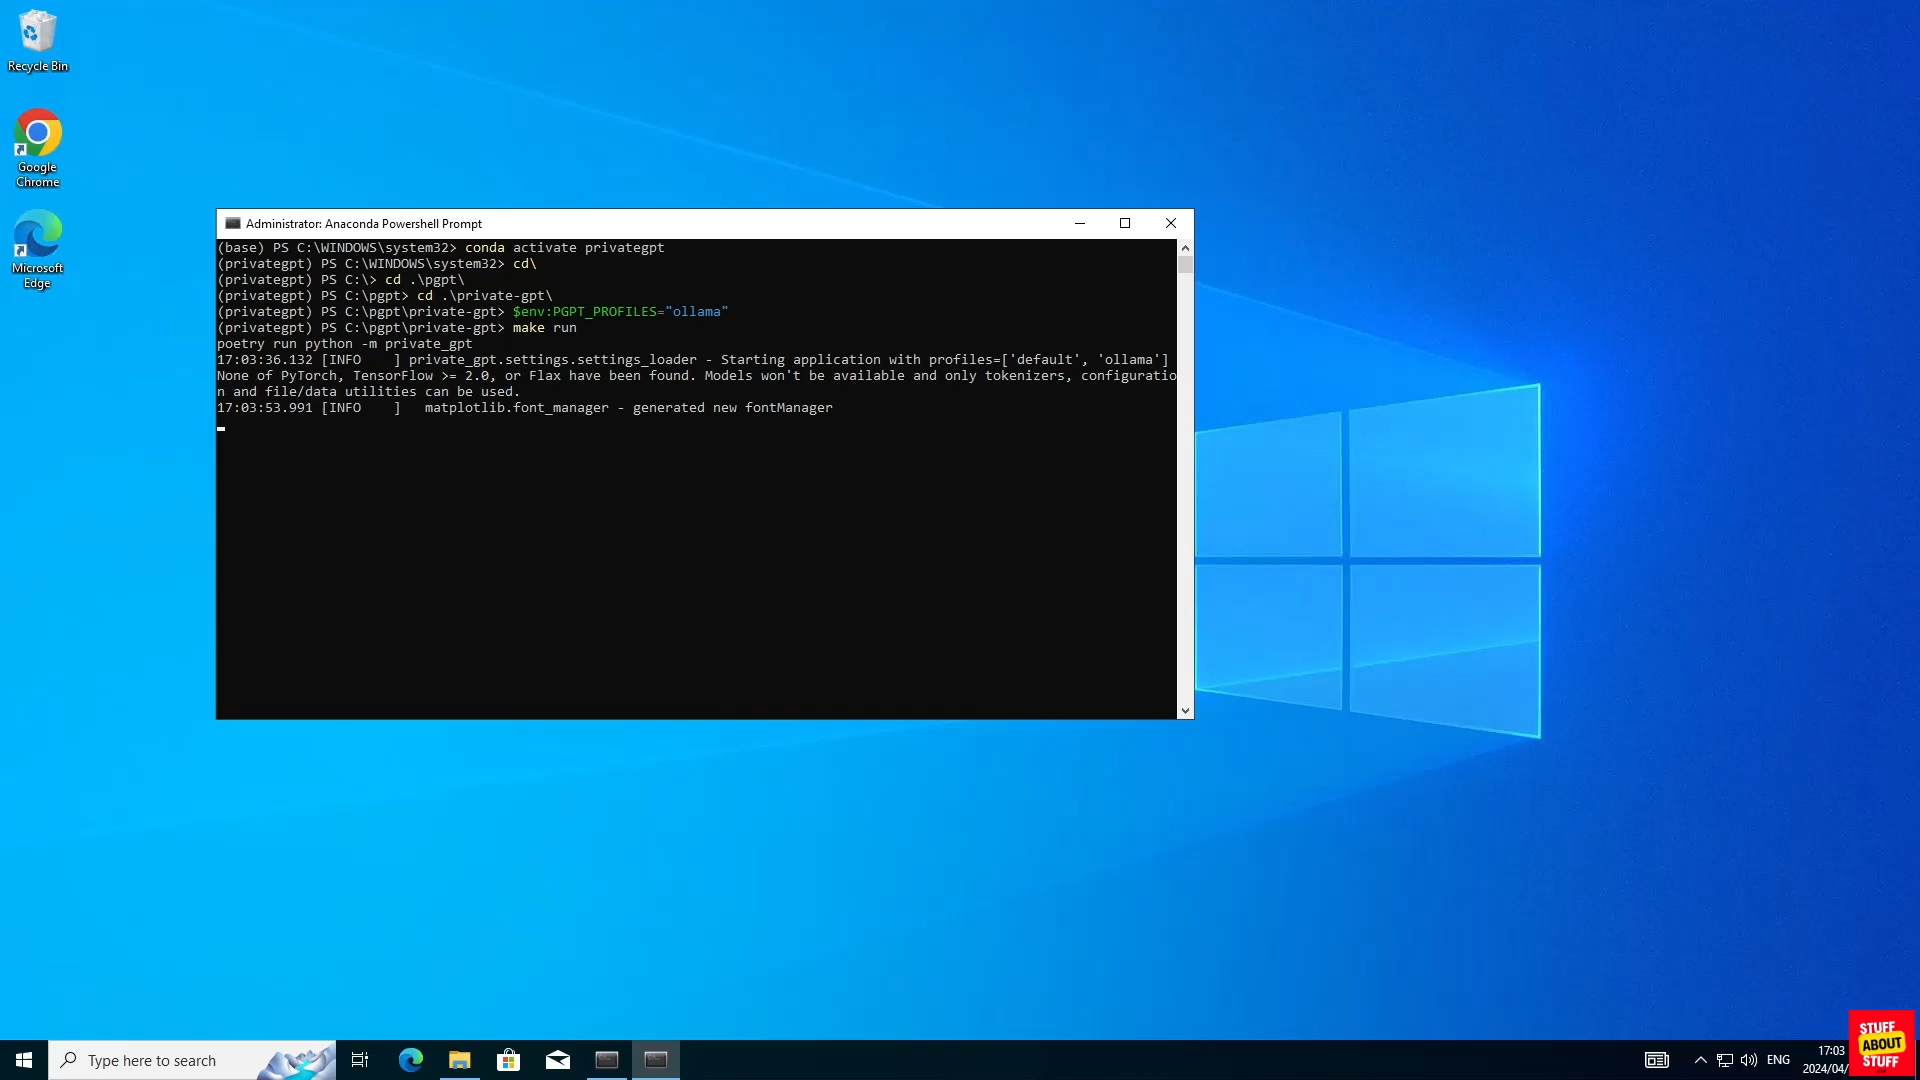 Recycle Bin
Google
Chrome
Microsoft
Edge
Administrator: Anaconda Powershell Prompt
(base) PS C:\WINDOWS\system32> conda activate privategpt
(privategpt) PS C:\WINDOWS\system32> cd\
(privategpt) PS C:\> cd .\pgpt\
(privategpt) PS C:\pgpt> cd .\private-gpt\
(privategpt) PS C:\pgpt\private-gpt> $env:PGPT_PROFILES="ollama"
(privategpt) PS C:\pgpt\private-gpt> make run
poetry run python -m private_gpt
17:03:36.132 [INFO    ] private_gpt.settings.settings_loader - Starting application with profiles=['default', 'ollama']
None of PyTorch, TensorFlow >= 2.0, or Flax have been found. Models won't be available and only tokenizers, configuratio
n and file/data utilities can be used.
17:03:53.991 [INFO    ]   matplotlib.font_manager - generated new fontManager
Type here to search
ENG
17:03
2024/04/
STUFF
ABOUT
STUFF